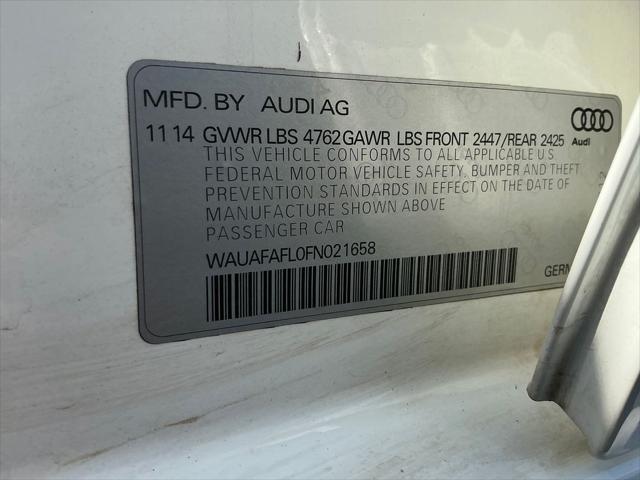 MFD. BY AUDI AG
11 14 GVWR LBS 4762 GAWR LBS FRONT 2447/REAR 2425
Audi
THIS VEHICLE CONFORMS TO ALL APPLICABLE U.S.
FEDERAL MOTOR VEHICLE SAFETY, BUMPER AND THEFT
PREVENTION STANDARDS IN EFFECT ON THE DATE OF
MANUFACTURE SHOWN ABOVE
PASSENGER CAR
WAUAFAFL0FN021658
GERM